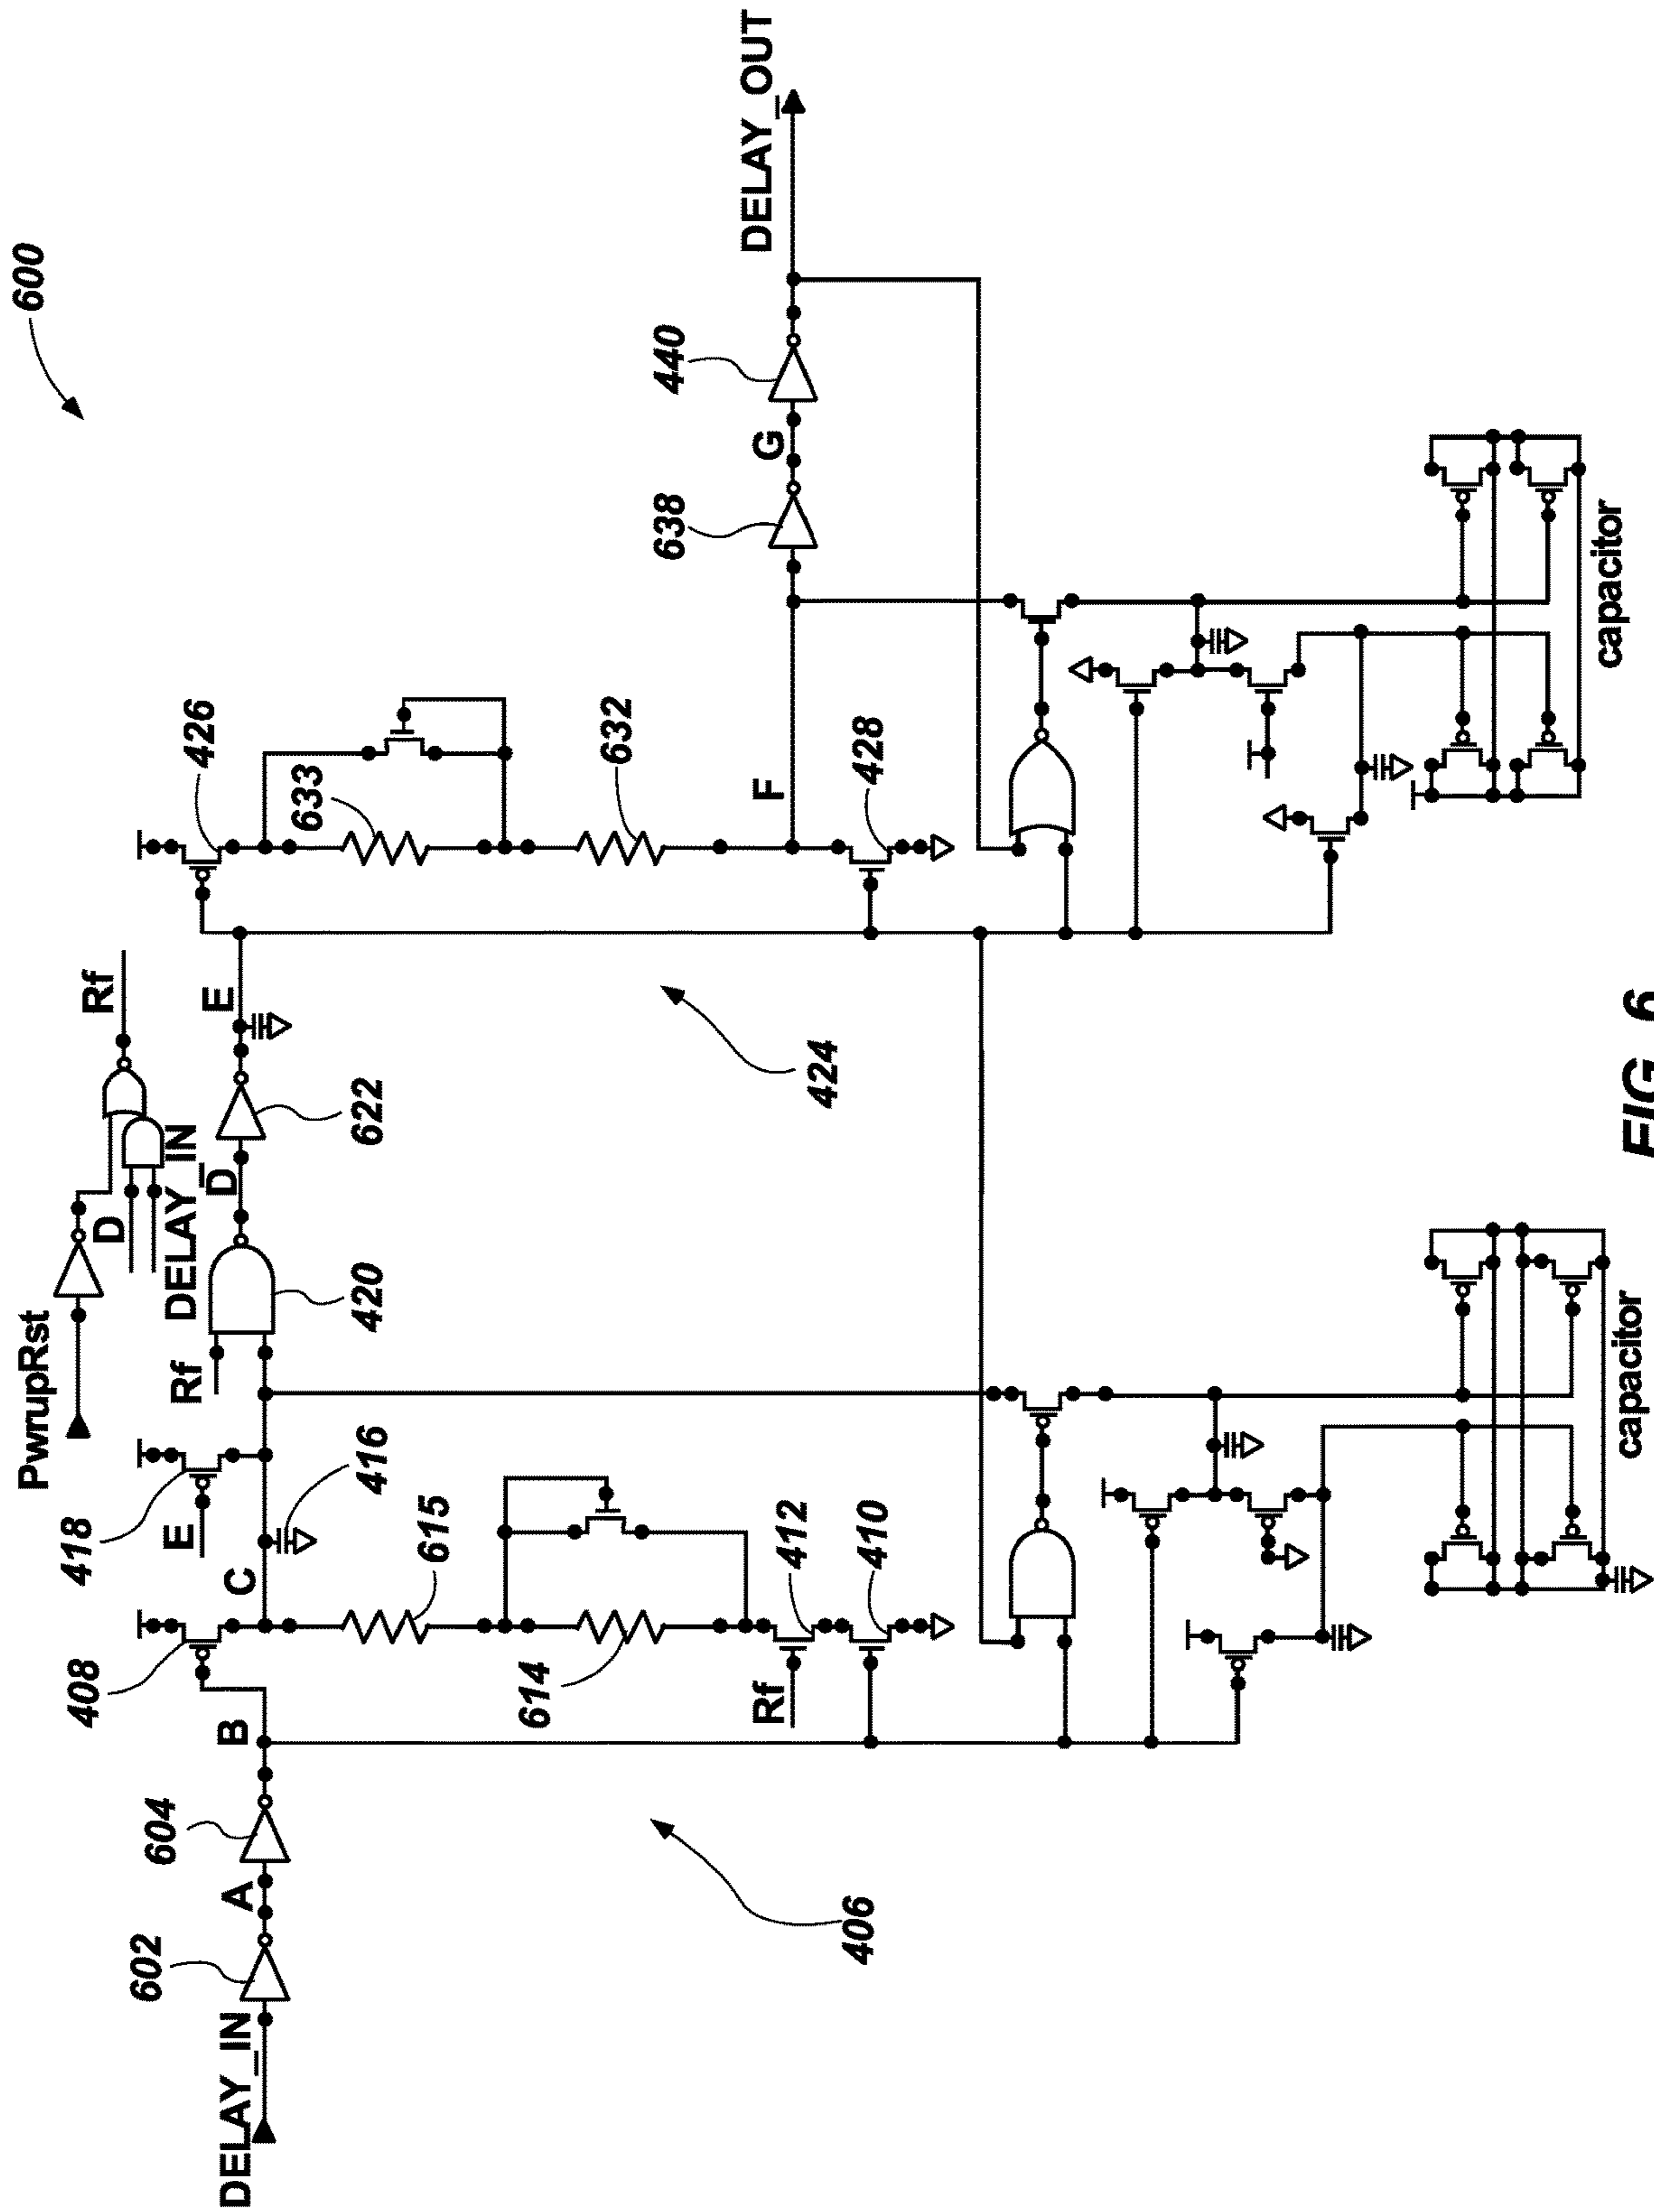 600
PwrupRst
D
DELAY_IN
Rf
408
418
E
Rf
D
E
426
DELAY_IN
602
A
604
B
C
416
420
622
633
615
614
632
Rf
412
410
F
428
638
G
440
DELAY_OUT
406
424
capacitor
capacitor
FIG. 6